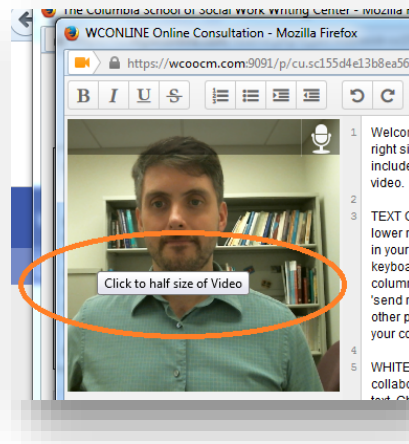 The Columbia School of Social Work Writing Center - Mozilla F
WCONLINE Online Consultation - Mozilla Firefox
https://wcoocm.com:9091/p/cu.sc155d4e13b8ea56
B I U S
1 Welcom
right si
include
video.
2
3 TEXT C
lower r
in your
keyboa
column
'send r
other p
your co
4
5 WHITE
collabo
Click to half size of Video